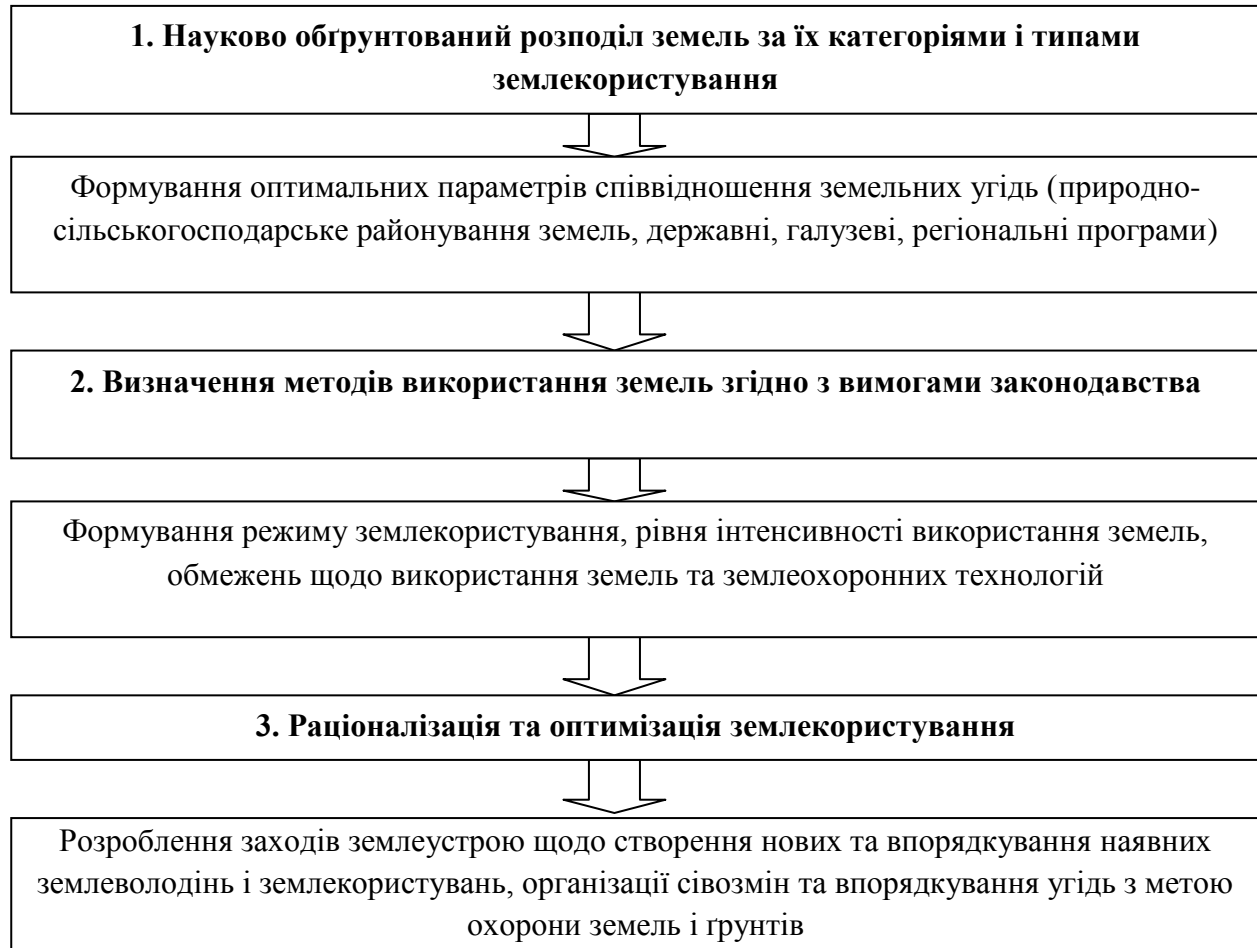 1. Науково обґрунтований розподіл земель за їх категоріями і типами
землекористування
Формування оптимальних параметрів співвідношення земельних угідь (природно-
сільськогосподарське районування земель, державні, галузеві, регіональні програми)
2. Визначення методів використання земель згідно з вимогами законодавства
Формування режиму землекористування, рівня інтенсивності використання земель,
обмежень щодо використання земель та землеохоронних технологій
3. Раціоналізація та оптимізація землекористування
Розроблення заходів землеустрою щодо створення нових та впорядкування наявних
землеволодінь і землекористувань, організації сівозмін та впорядкування угідь з метою
охорони земель і ґрунтів